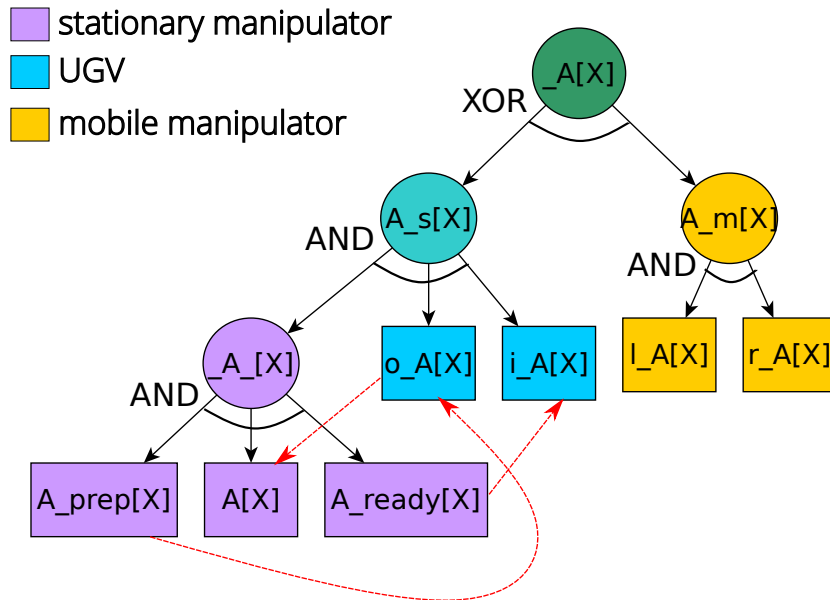 stationary manipulator
UGV
mobile manipulator
_A[X]
XOR
A_s[X]
A_m[X]
AND
AND
_A_[X]
o_A[X]
i_A[X]
l_A[X]
r_A[X]
AND
A_prep[X]
A[X]
A_ready[X]